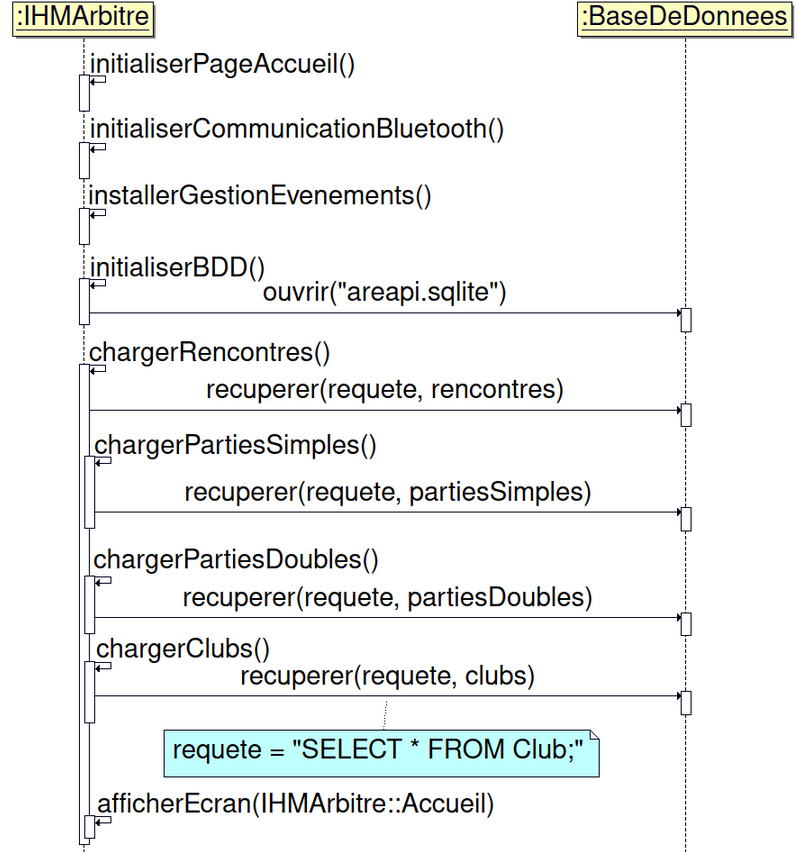 :IHMArbitre
:BaseDeDonnees
initialiserPageAccueil()
initialiserCommunicationBluetooth()
installerGestionEvenements()
initialiserBDD()
ouvrir("areapi.sqlite")
chargerRencontres()
recuperer(requete, rencontres)
chargerPartiesSimples()
recuperer(requete, partiesSimples)
chargerPartiesDoubles()
recuperer(requete, partiesDoubles)
chargerClubs()
recuperer(requete, clubs)
requete = "SELECT * FROM Club;"
afficherEcran(IHMArbitre::Accueil)